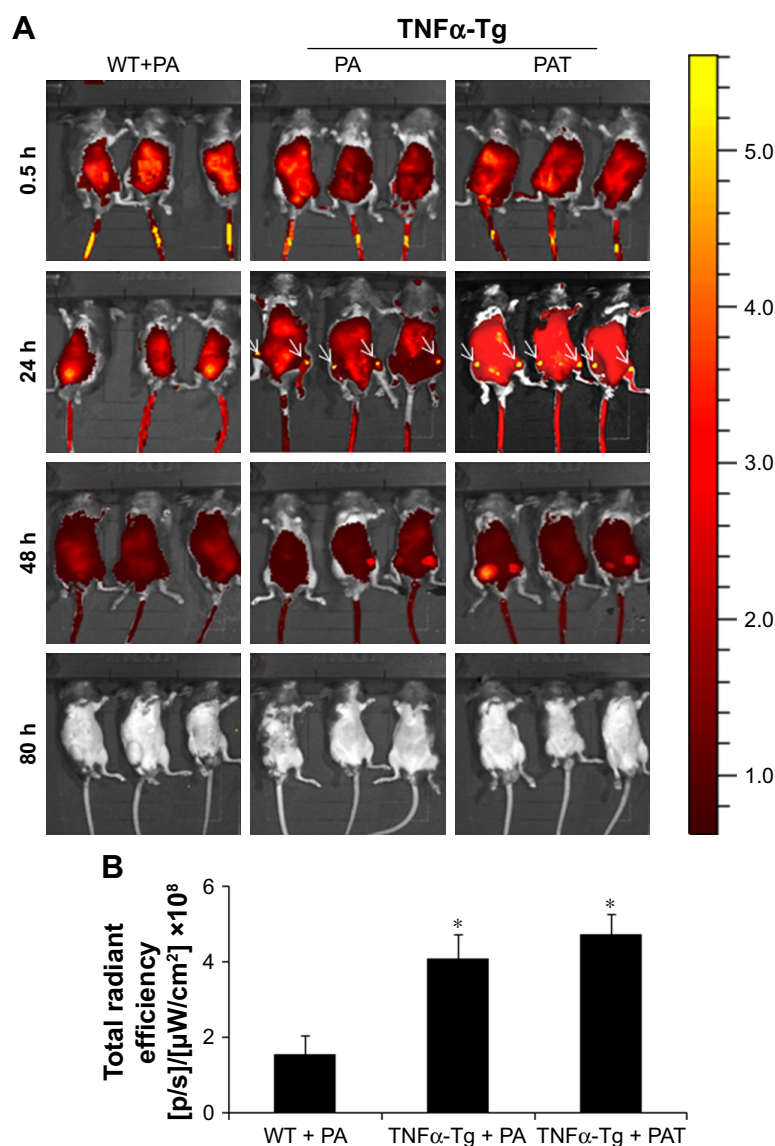 A
TNFα-Tg
WT+PA PA PAT
0.5 h
24 h
48 h
80 h
5.0
4.0
3.0
2.0
1.0
B
Total radiant
efficiency
[p/s]/[µW/cm²] ×10⁸
6
4
2
0
* *
WT + PA TNFα-Tg + PA TNFα-Tg + PAT